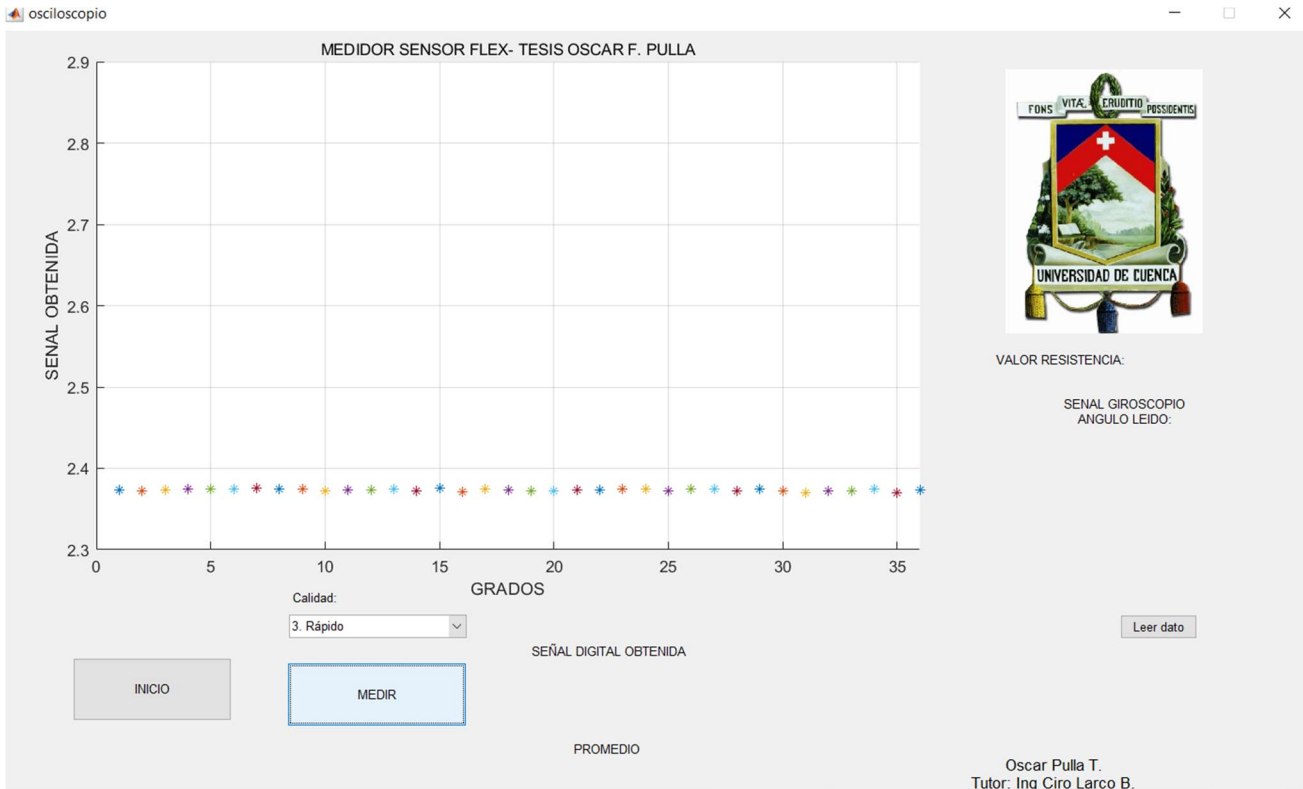 osciloscopio
MEDIDOR SENSOR FLEX- TESIS OSCAR F. PULLA
2.9
2.8
2.7
2.6
2.5
2.4
2.3
SENAL OBTENIDA
0 5 10 15 20 25 30 35
GRADOS
FONS VITÆ ERUDITIO POSSIDENTIS
UNIVERSIDAD DE CUENCA
VALOR RESISTENCIA:
SENAL GIROSCOPIO
ANGULO LEIDO:
Calidad:
3. Rápido
Leer dato
SEÑAL DIGITAL OBTENIDA
INICIO
MEDIR
PROMEDIO
Oscar Pulla T.
Tutor: Ing Ciro Larco B.